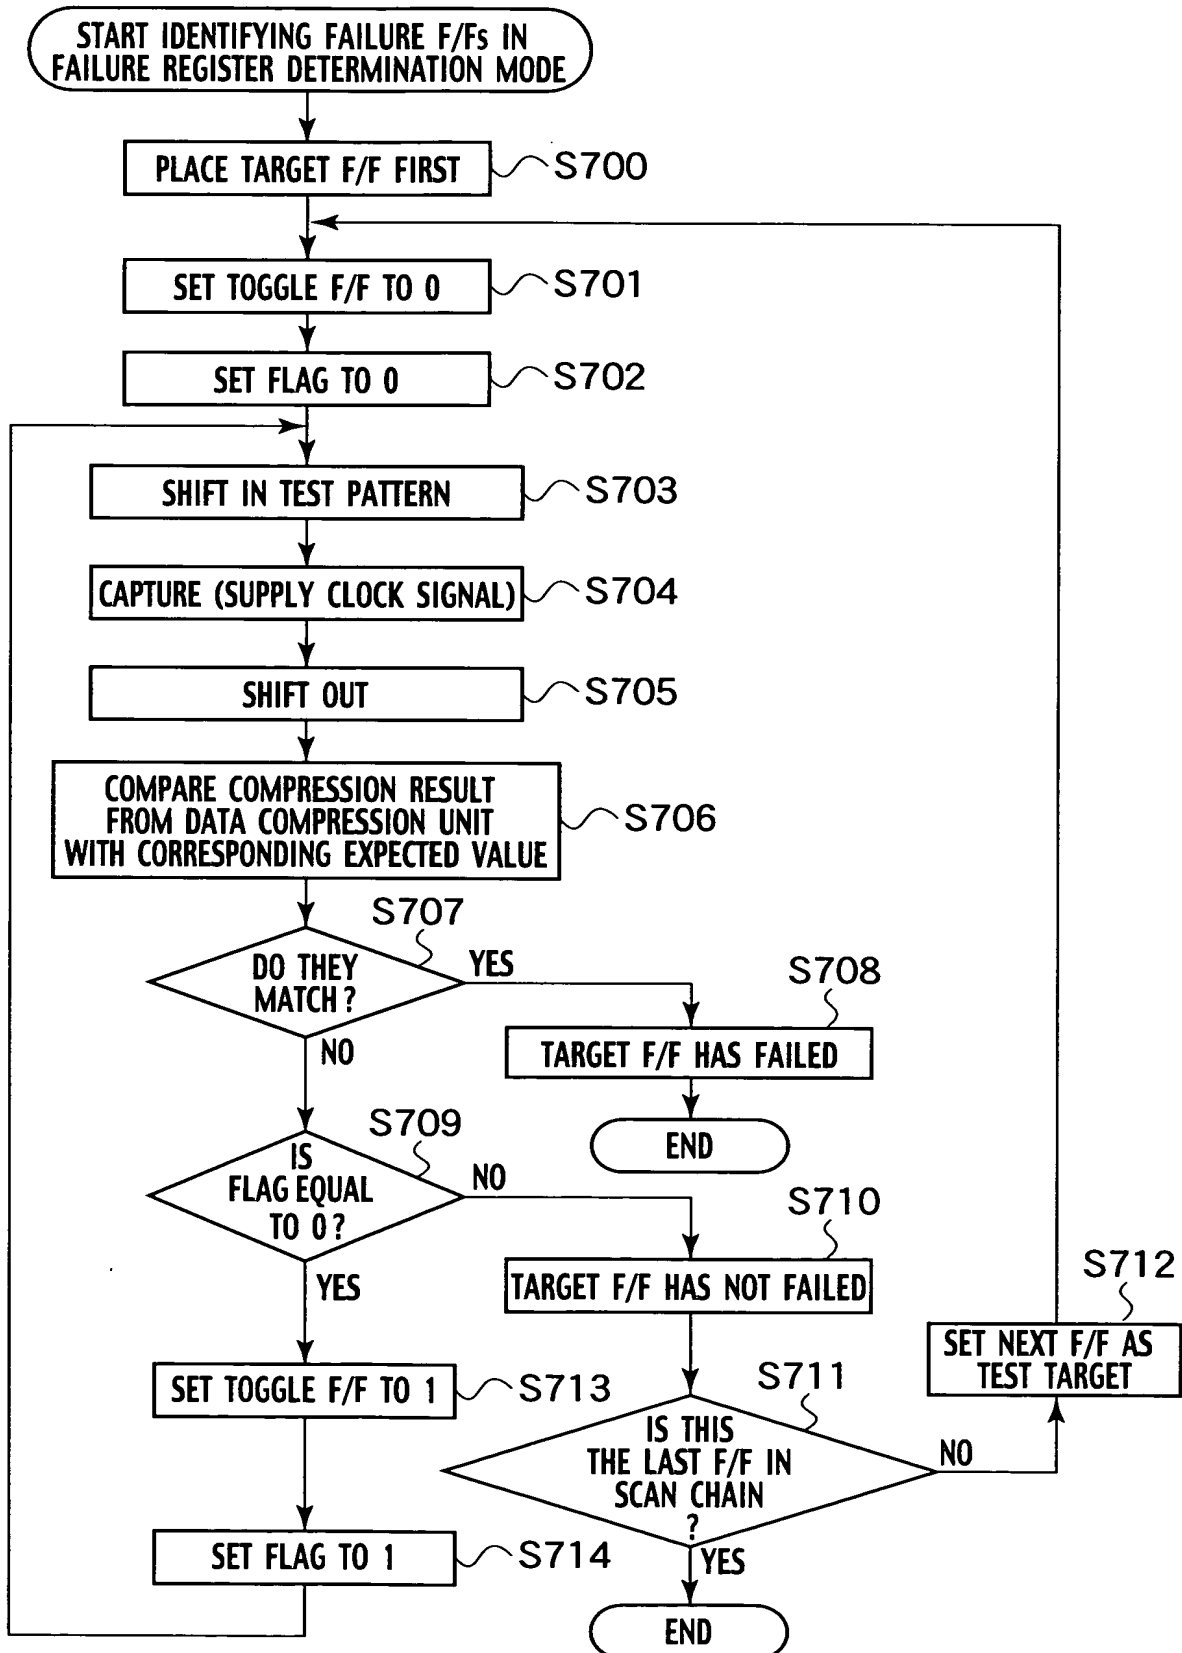 START IDENTIFYING FAILURE F/Fs IN
FAILURE REGISTER DETERMINATION MODE
PLACE TARGET F/F FIRST
S700
SET TOGGLE F/F TO 0
S701
SET FLAG TO 0
S702
SHIFT IN TEST PATTERN
S703
CAPTURE (SUPPLY CLOCK SIGNAL)
S704
SHIFT OUT
S705
COMPARE COMPRESSION RESULT
FROM DATA COMPRESSION UNIT
WITH CORRESPONDING EXPECTED VALUE
S706
S707
DO THEY
MATCH?
YES
NO
S708
TARGET F/F HAS FAILED
END
S709
IS
FLAG EQUAL
TO 0?
NO
YES
S710
TARGET F/F HAS NOT FAILED
S711
IS THIS
THE LAST F/F IN
SCAN CHAIN
?
NO
YES
S712
SET NEXT F/F AS
TEST TARGET
SET TOGGLE F/F TO 1
S713
SET FLAG TO 1
S714
END